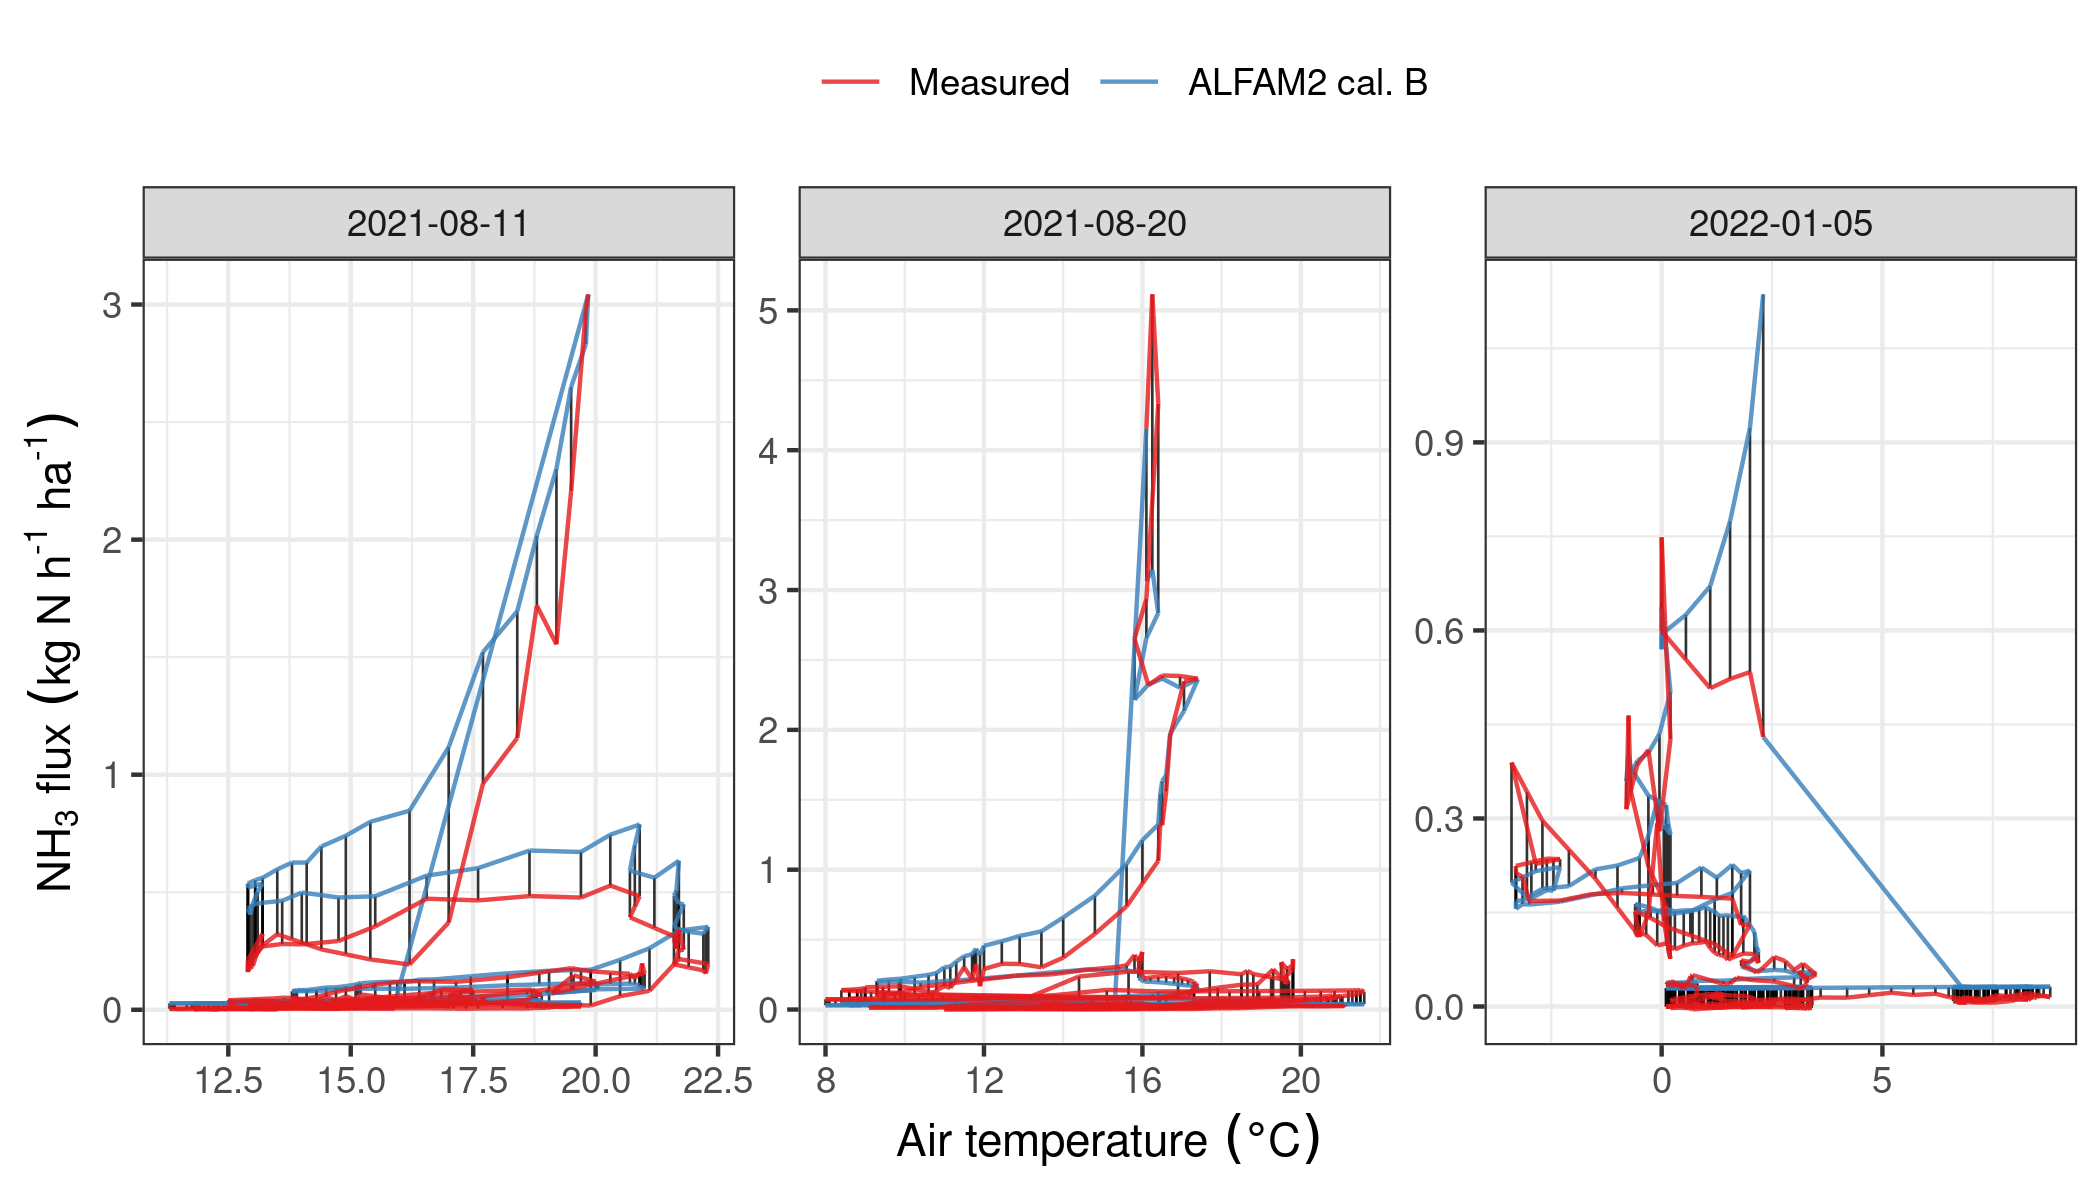 Measured ALFAM2 cal. B
2021-08-11 2021-08-20 2022-01-05
NH₃ flux (kg N h⁻¹ ha⁻¹)
3
2
1
0
5
4
3
2
1
0
0.9
0.6
0.3
0.0
12.5 15.0 17.5 20.0 22.5 8 12 16 20 0 5
Air temperature (°C)